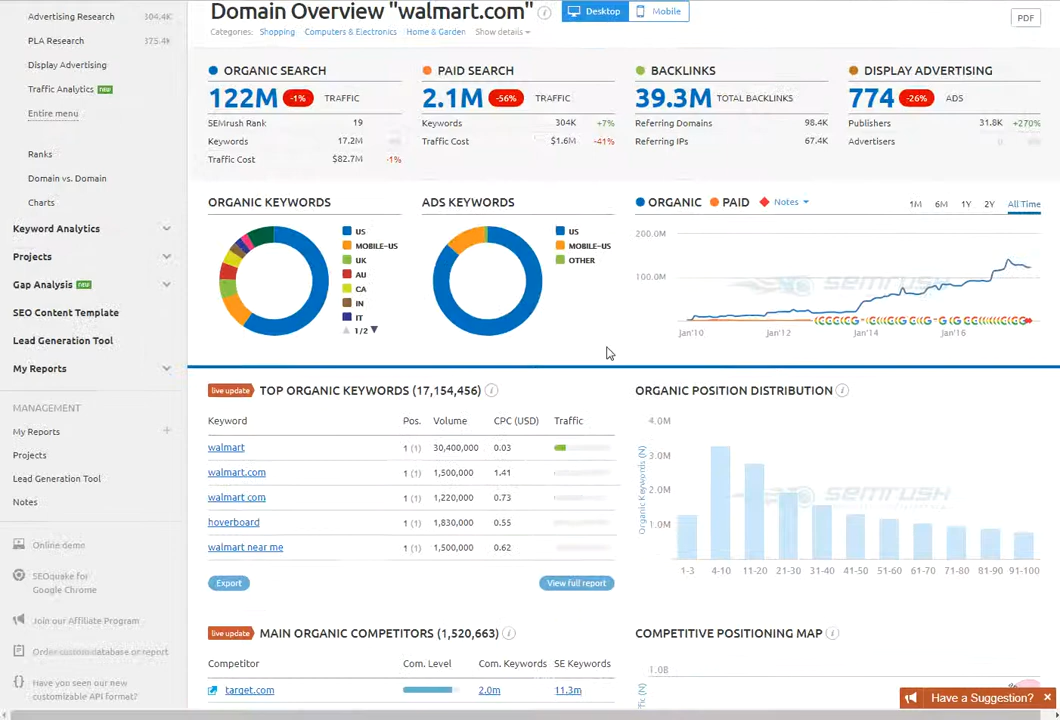 Advertising Research 304.4K
PLA Research 375.4k
Display Advertising
Traffic Analytics new
Entire menu
Ranks
Domain vs. Domain
Charts
Keyword Analytics
Projects
Gap Analysis new
SEO Content Template
Lead Generation Tool
My Reports
MANAGEMENT
My Reports +
Projects
Lead Generation Tool
Notes
Online demo
SEOquake for
Google Chrome
Join our Affiliate Program
Order custom database or report
Have you seen our new
customizable API format?
Domain Overview "walmart.com" i
Desktop Mobile
PDF
Categories: Shopping Computers & Electronics Home & Garden Show details
ORGANIC SEARCH
122M -1% TRAFFIC
SEMrush Rank 19
Keywords 17.2M
Traffic Cost $82.7M -1%
PAID SEARCH
2.1M -56% TRAFFIC
Keywords 304K +7%
Traffic Cost $1.6M -41%
BACKLINKS
39.3M TOTAL BACKLINKS
Referring Domains 98.4K
Referring IPs 67.4K
DISPLAY ADVERTISING
774 -26% ADS
Publishers 31.8K +270%
Advertisers 0
ORGANIC KEYWORDS
US
MOBILE-US
UK
AU
CA
IN
IT
1/2
ADS KEYWORDS
US
MOBILE-US
OTHER
ORGANIC PAID Notes 1M 6M 1Y 2Y All Time
200.0M
100.0M
semrush
Jan'10 Jan'12 Jan'14 Jan'16
live update TOP ORGANIC KEYWORDS (17,154,456) i
Keyword Pos. Volume CPC (USD) Traffic
walmart 1 (1) 30,400,000 0.03
walmart.com 1 (1) 1,500,000 1.41
walmart com 1 (1) 1,220,000 0.73
hoverboard 1 (1) 1,830,000 0.55
walmart near me 1 (1) 1,500,000 0.62
Export View full report
ORGANIC POSITION DISTRIBUTION i
Organic Keywords (N)
4.0M
3.0M
2.0M
1.0M
semrush
1-3 4-10 11-20 21-30 31-40 41-50 51-60 61-70 71-80 81-90 91-100
live update MAIN ORGANIC COMPETITORS (1,520,663) i
Competitor Com. Level Com. Keywords SE Keywords
target.com 2.0m 11.3m
COMPETITIVE POSITIONING MAP i
1.0B
Have a Suggestion? ×